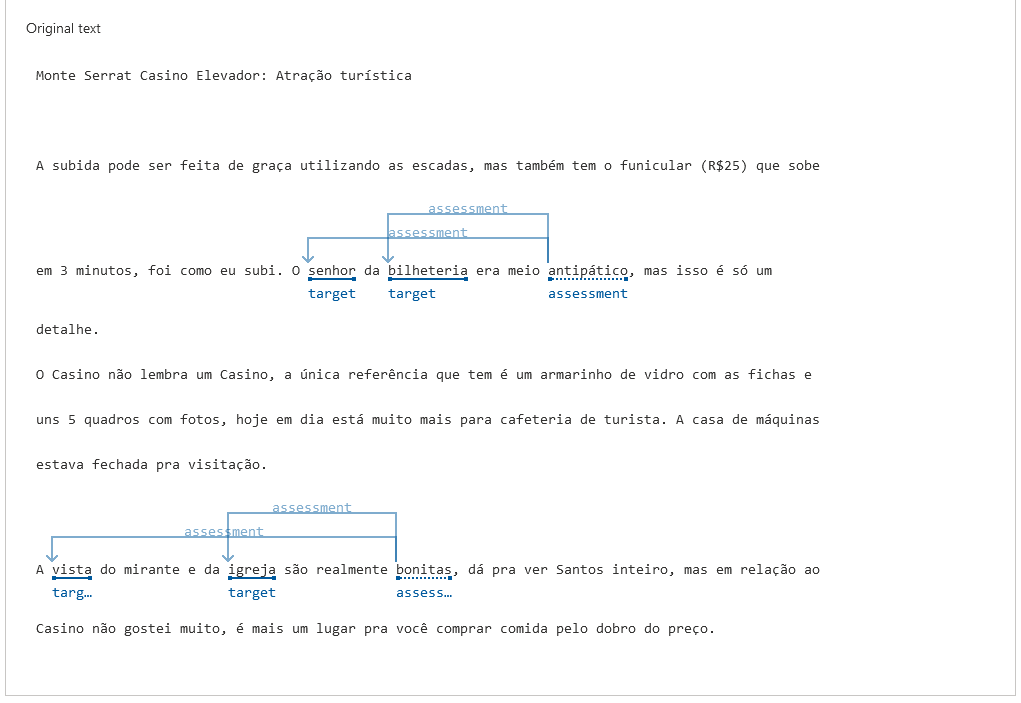 Original text
Monte Serrat Casino Elevador: Atração turística
A subida pode ser feita de graça utilizando as escadas, mas também tem o funicular (R$25) que sobe
assessment
assessment
em 3 minutos, foi como eu subi. O senhor da bilheteria era meio antipático, mas isso é só um
target target assessment
detalhe.
O Casino não lembra um Casino, a única referência que tem é um armarinho de vidro com as fichas e
uns 5 quadros com fotos, hoje em dia está muito mais para cafeteria de turista. A casa de máquinas
estava fechada pra visitação.
assessment
assessment
A vista do mirante e da igreja são realmente bonitas, dá pra ver Santos inteiro, mas em relação ao
targ… target assess…
Casino não gostei muito, é mais um lugar pra você comprar comida pelo dobro do preço.